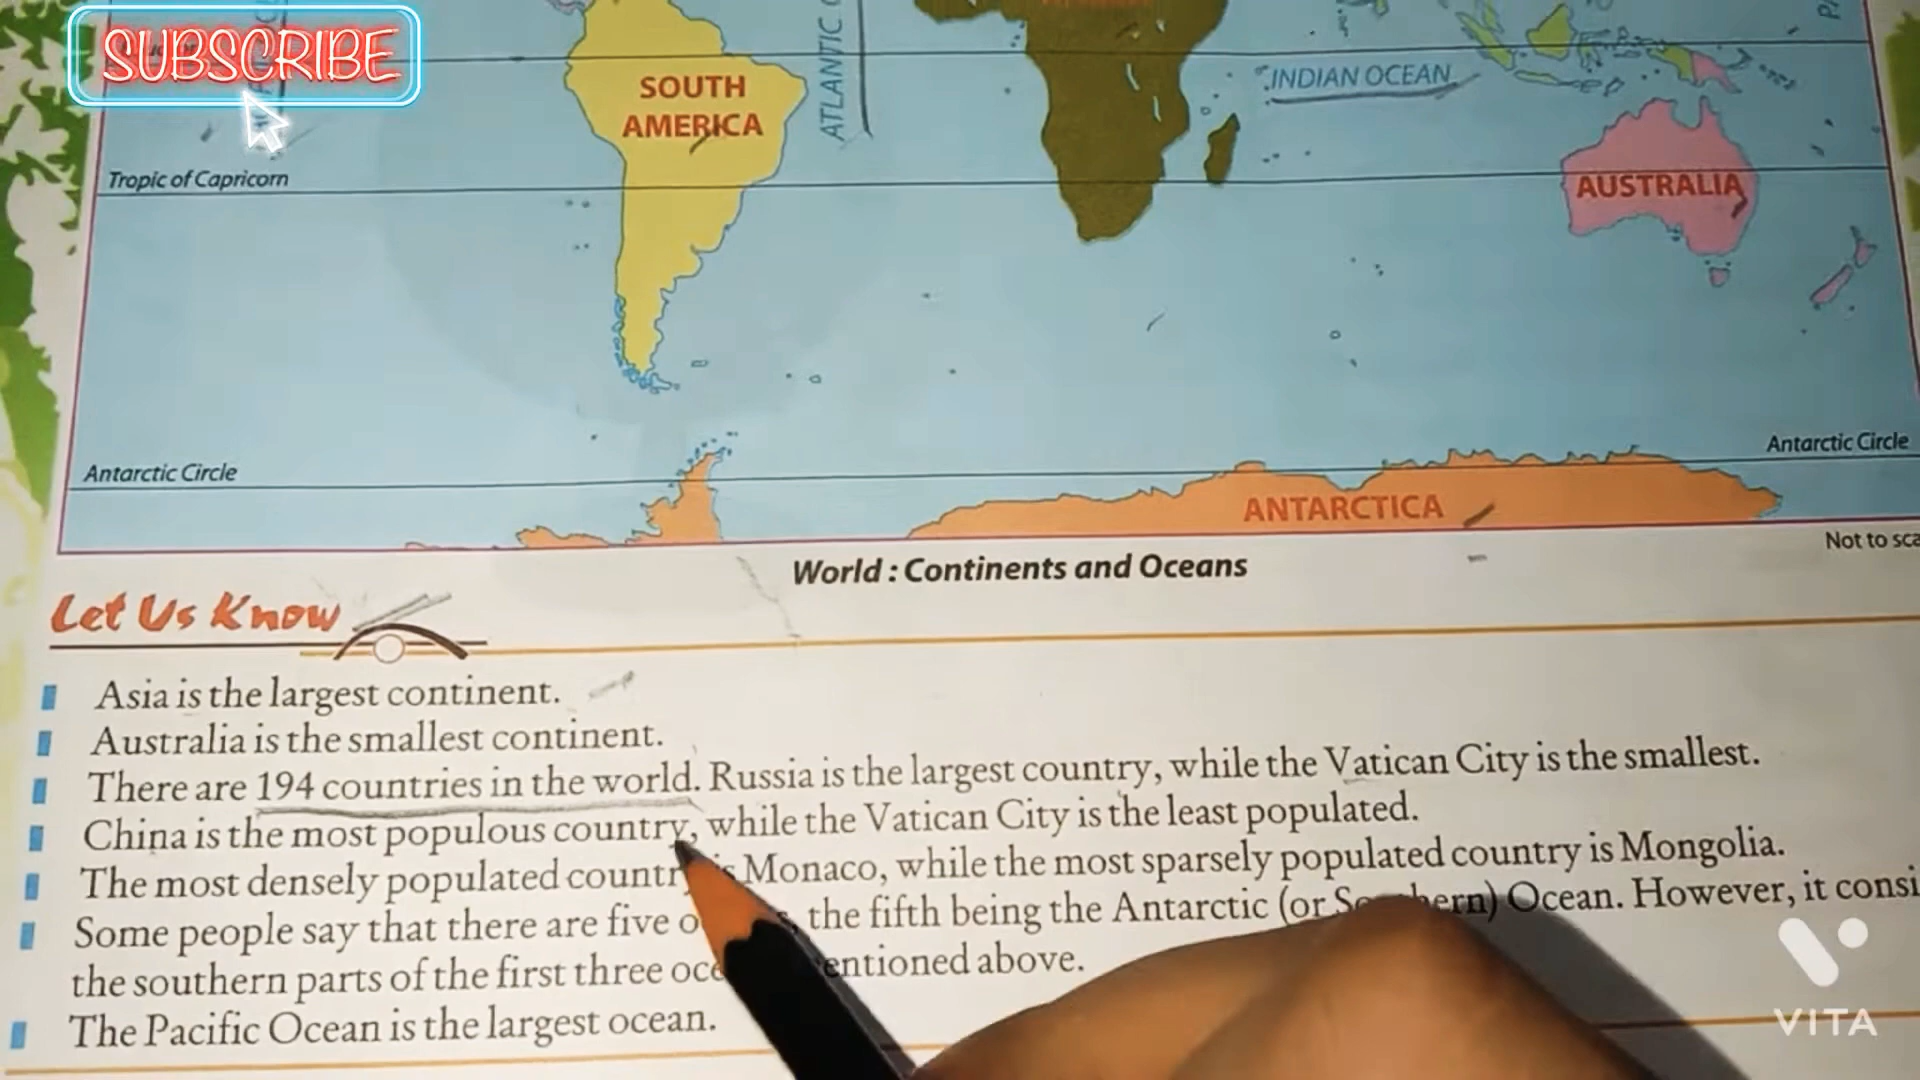 SUBSCRIBE
ATLANTIC
SOUTH
AMERICA
INDIAN OCEAN
AUSTRALIA
Tropic of Capricorn
Antarctic Circle
Antarctic Circle
ANTARCTICA
Not to sca
World : Continents and Oceans
Let Us Know
Asia is the largest continent.
Australia is the smallest continent.
There are 194 countries in the world. Russia is the largest country, while the Vatican City is the smallest.
China is the most populous country, while the Vatican City is the least populated.
The most densely populated country is Monaco, while the most sparsely populated country is Mongolia.
Some people say that there are five the fifth being the Antarctic (or Southern) Ocean. However, it consi
the southern parts of the first three oce entioned above.
The Pacific Ocean is the largest ocean.
VITA